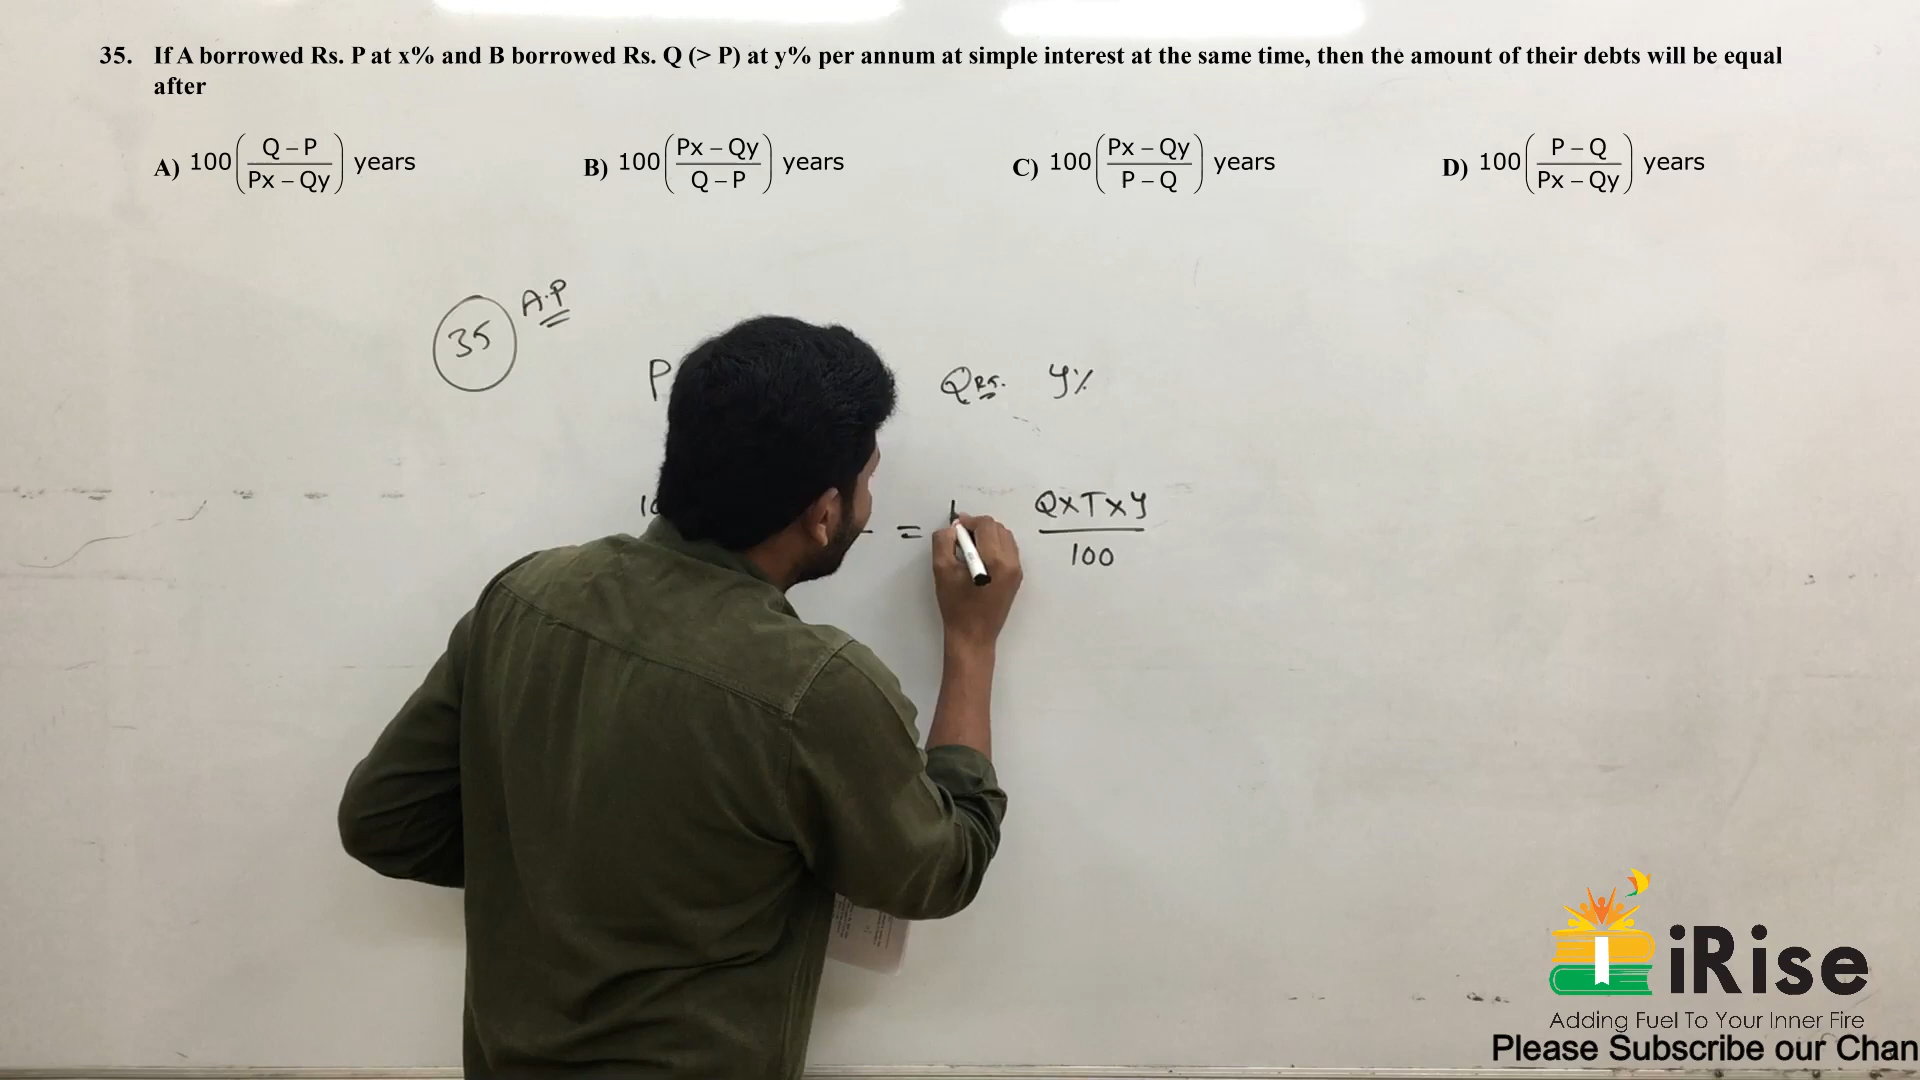 35. If A borrowed Rs. P at x% and B borrowed Rs. Q (> P) at y% per annum at simple interest at the same time, then the amount of their debts will be equal
after
A) 100(Q – P / Px – Qy) years B) 100(Px – Qy / Q – P) years C) 100(Px – Qy / P – Q) years D) 100(P – Q / Px – Qy) years
35 A.P
P QRs. y%
= QxTxy
100
iRise
Adding Fuel To Your Inner Fire
Please Subscribe our Chan